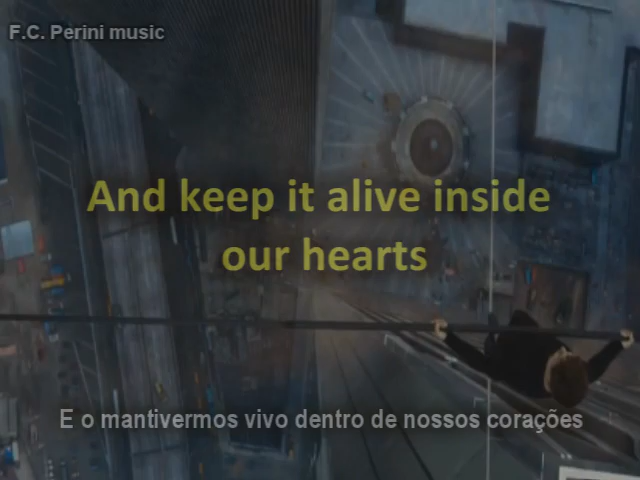 F.C. Perini music
And keep it alive inside
our hearts
E o mantivermos vivo dentro de nossos corações